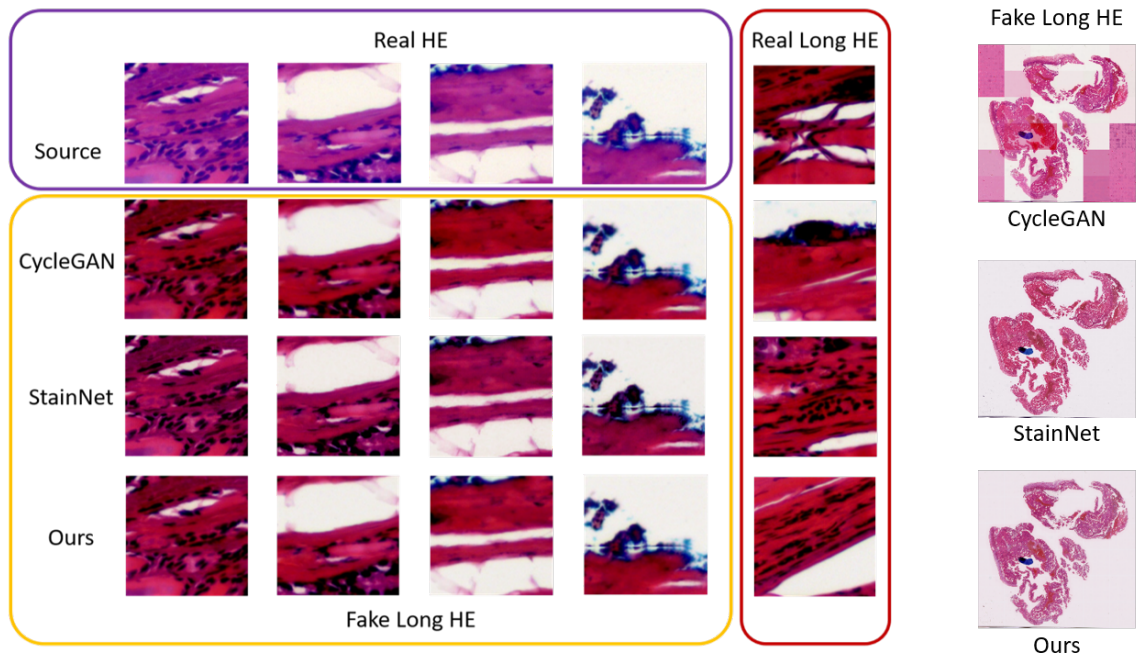 Real HE
Real Long HE
Fake Long HE
Source
CycleGAN
CycleGAN
StainNet
StainNet
Ours
Fake Long HE
Ours